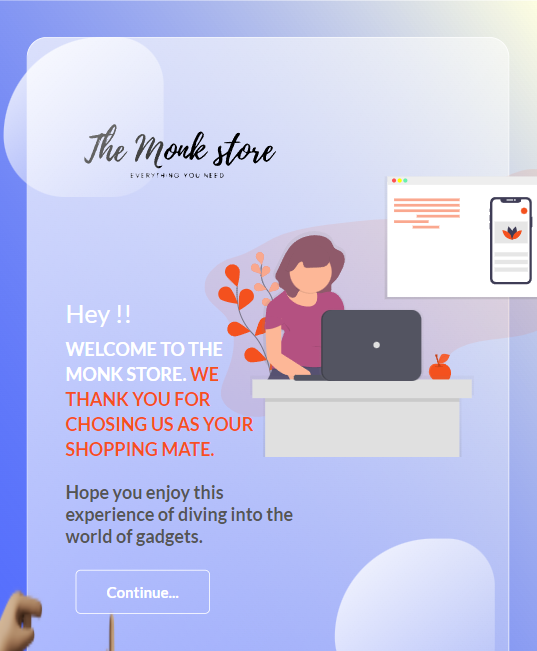 The Monk store
EVERYTHING YOU NEED
Hey !!
WELCOME TO THE
MONK STORE. WE
THANK YOU FOR
CHOSING US AS YOUR
SHOPPING MATE.
Hope you enjoy this
experience of diving into the
world of gadgets.
Continue...